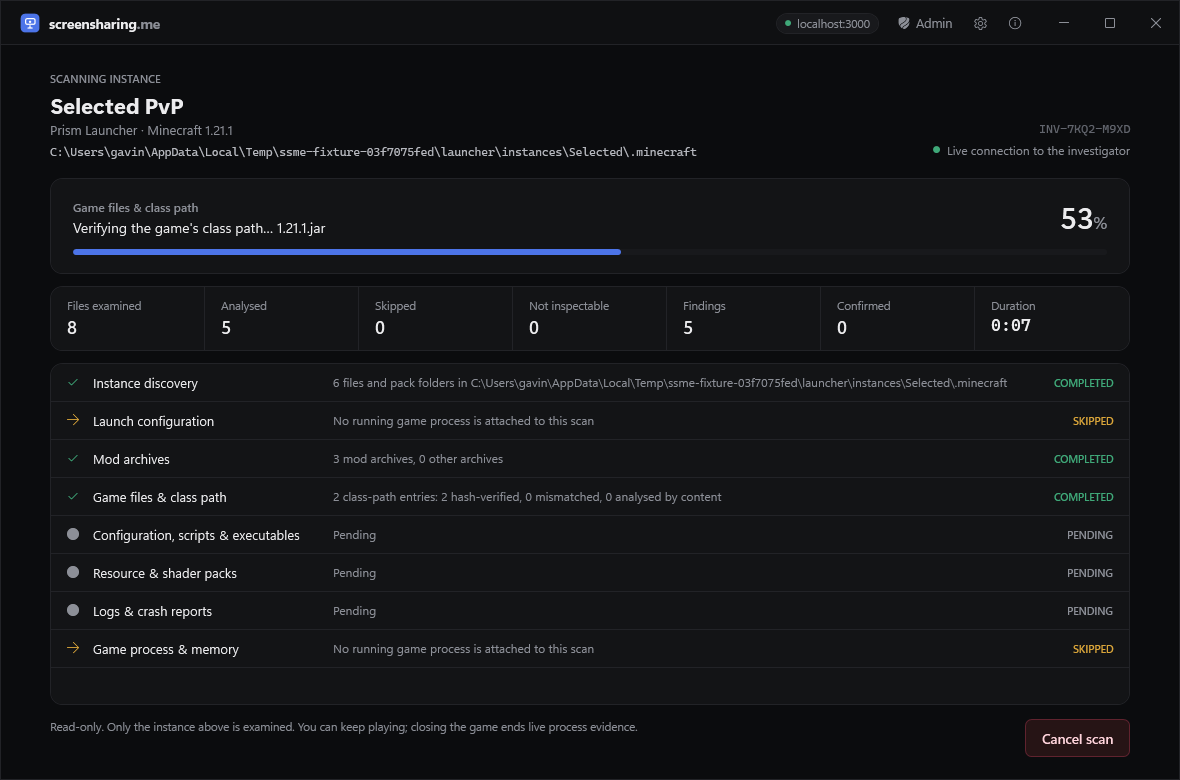 screensharing.me
localhost:3000
Admin
SCANNING INSTANCE
Selected PvP
Prism Launcher · Minecraft 1.21.1
INV-7KQ2-M9XD
C:\Users\gavin\AppData\Local\Temp\ssme-fixture-03f7075fed\launcher\instances\Selected\.minecraft
Live connection to the investigator
Game files & class path
Verifying the game's class path... 1.21.1.jar
53%
Files examined
8
Analysed
5
Skipped
0
Not inspectable
0
Findings
5
Confirmed
0
Duration
0:07
Instance discovery 6 files and pack folders in C:\Users\gavin\AppData\Local\Temp\ssme-fixture-03f7075fed\launcher\instances\Selected\.minecraft COMPLETED
Launch configuration No running game process is attached to this scan SKIPPED
Mod archives 3 mod archives, 0 other archives COMPLETED
Game files & class path 2 class-path entries: 2 hash-verified, 0 mismatched, 0 analysed by content COMPLETED
Configuration, scripts & executables Pending PENDING
Resource & shader packs Pending PENDING
Logs & crash reports Pending PENDING
Game process & memory No running game process is attached to this scan SKIPPED
Read-only. Only the instance above is examined. You can keep playing; closing the game ends live process evidence.
Cancel scan